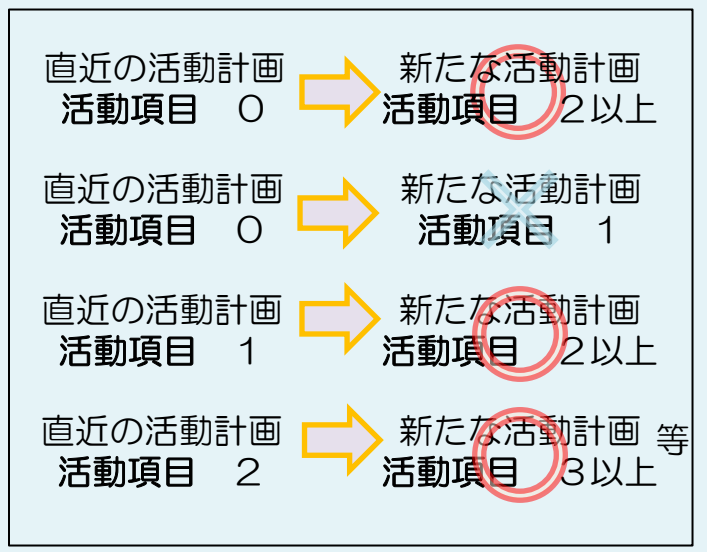 直近の活動計画 新たな活動計画
活動項目 0 活動項目 2以上
直近の活動計画 新たな活動計画
活動項目 0 活動項目 1
直近の活動計画 新たな活動計画
活動項目 1 活動項目 2以上
直近の活動計画 新たな活動計画 等
活動項目 2 活動項目 3以上